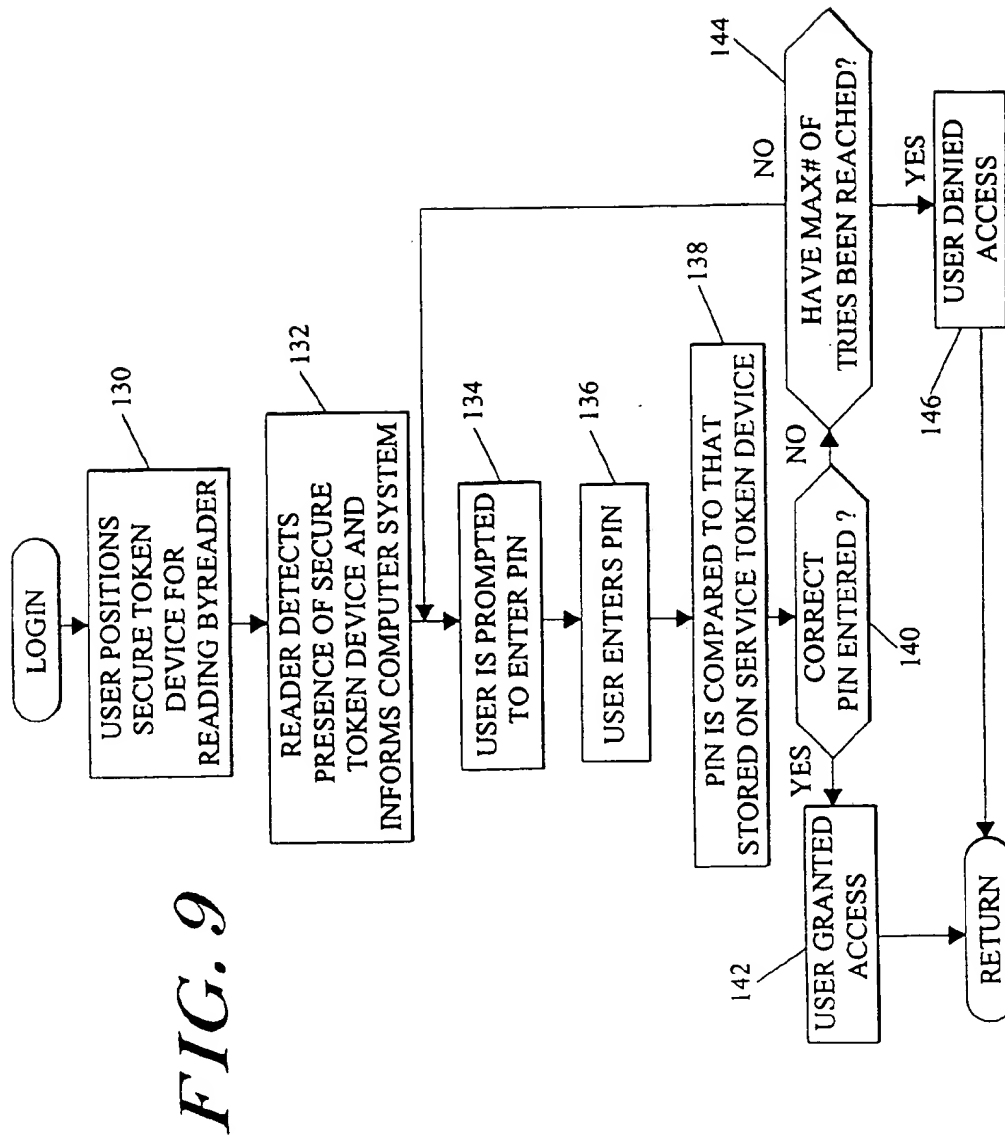 FIG. 9
LOGIN
USER POSITIONS
SECURE TOKEN
DEVICE FOR
READING BYREADER
130
READER DETECTS
PRESENCE OF SECURE
TOKEN DEVICE AND
INFORMS COMPUTER SYSTEM
132
USER IS PROMPTED
TO ENTER PIN
134
USER ENTERS PIN
136
PIN IS COMPARED TO THAT
STORED ON SERVICE TOKEN DEVICE
138
CORRECT
PIN ENTERED ?
140
YES
NO
USER GRANTED
ACCESS
142
HAVE MAX# OF
TRIES BEEN REACHED?
144
NO
YES
USER DENIED
ACCESS
146
RETURN